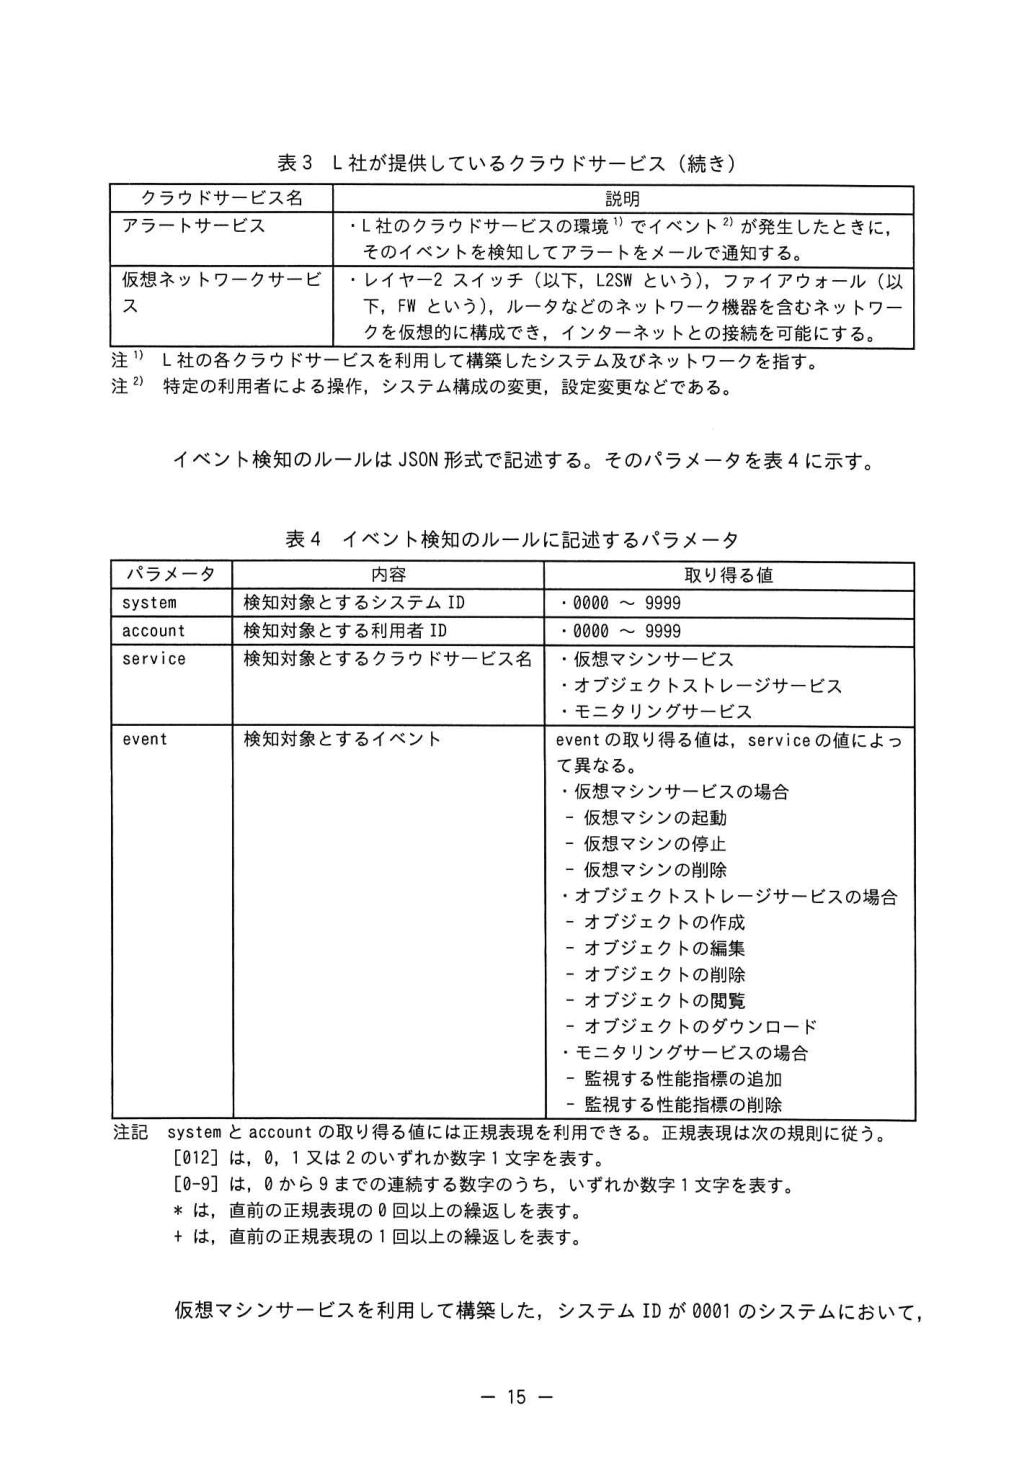 表3　L社が提供しているクラウドサービス（続き）
クラウドサービス名　説明
アラートサービス　・L社のクラウドサービスの環境1)でイベント2)が発生したときに，
そのイベントを検知してアラートをメールで通知する。
仮想ネットワークサービ　・レイヤー2 スイッチ（以下，L2SW という），ファイアウォール（以
ス　下，FW という），ルータなどのネットワーク機器を含むネットワー
クを仮想的に構成でき，インターネットとの接続を可能にする。
注1)　L社の各クラウドサービスを利用して構築したシステム及びネットワークを指す。
注2)　特定の利用者による操作，システム構成の変更，設定変更などである。
イベント検知のルールは JSON 形式で記述する。そのパラメータを表4に示す。
表4　イベント検知のルールに記述するパラメータ
パラメータ　内容　取り得る値
system　検知対象とするシステム ID　・0000 ～ 9999
account　検知対象とする利用者 ID　・0000 ～ 9999
service　検知対象とするクラウドサービス名　・仮想マシンサービス
・オブジェクトストレージサービス
・モニタリングサービス
event　検知対象とするイベント　event の取り得る値は，service の値によっ
て異なる。
・仮想マシンサービスの場合
- 仮想マシンの起動
- 仮想マシンの停止
- 仮想マシンの削除
・オブジェクトストレージサービスの場合
- オブジェクトの作成
- オブジェクトの編集
- オブジェクトの削除
- オブジェクトの閲覧
- オブジェクトのダウンロード
・モニタリングサービスの場合
- 監視する性能指標の追加
- 監視する性能指標の削除
注記　system と account の取り得る値には正規表現を利用できる。正規表現は次の規則に従う。
[012] は，0，1又は2のいずれか数字1文字を表す。
[0-9] は，0から9までの連続する数字のうち，いずれか数字1文字を表す。
* は，直前の正規表現の0回以上の繰返しを表す。
+ は，直前の正規表現の1回以上の繰返しを表す。
仮想マシンサービスを利用して構築した，システム ID が 0001 のシステムにおいて，
－ 15 －